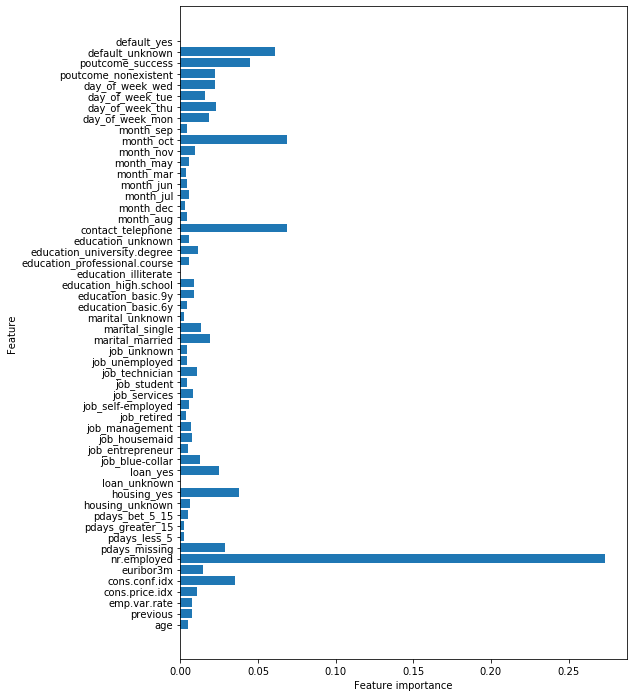 default_yes
default_unknown
poutcome_success
poutcome_nonexistent
day_of_week_wed
day_of_week_tue
day_of_week_thu
day_of_week_mon
month_sep
month_oct
month_nov
month_may
month_mar
month_jun
month_jul
month_dec
month_aug
contact_telephone
education_unknown
education_university.degree
education_professional.course
education_illiterate
education_high.school
education_basic.9y
education_basic.6y
marital_unknown
marital_single
marital_married
job_unknown
job_unemployed
job_technician
job_student
job_services
job_self-employed
job_retired
job_management
job_housemaid
job_entrepreneur
job_blue-collar
loan_yes
loan_unknown
housing_yes
housing_unknown
pdays_bet_5_15
pdays_greater_15
pdays_less_5
pdays_missing
nr.employed
euribor3m
cons.conf.idx
cons.price.idx
emp.var.rate
previous
age
Feature
0.00 0.05 0.10 0.15 0.20 0.25
Feature importance